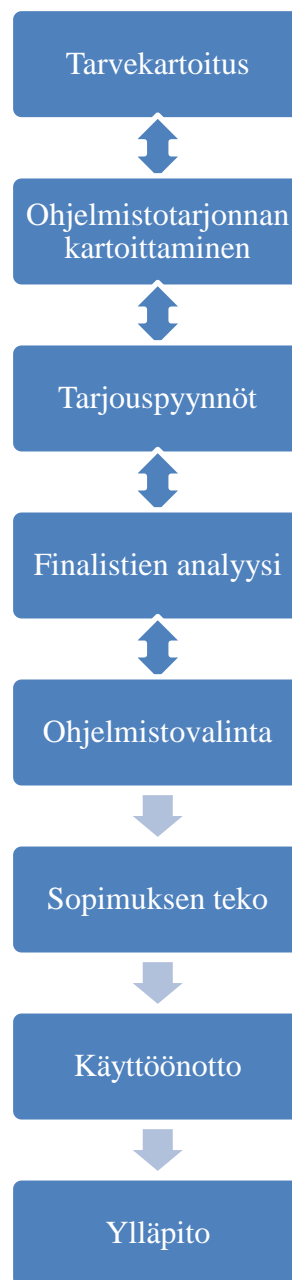 Tarvekartoitus
Ohjelmistotarjonnan
kartoittaminen
Tarjouspyynnöt
Finalistien analyysi
Ohjelmistovalinta
Sopimuksen teko
Käyttöönotto
Ylläpito